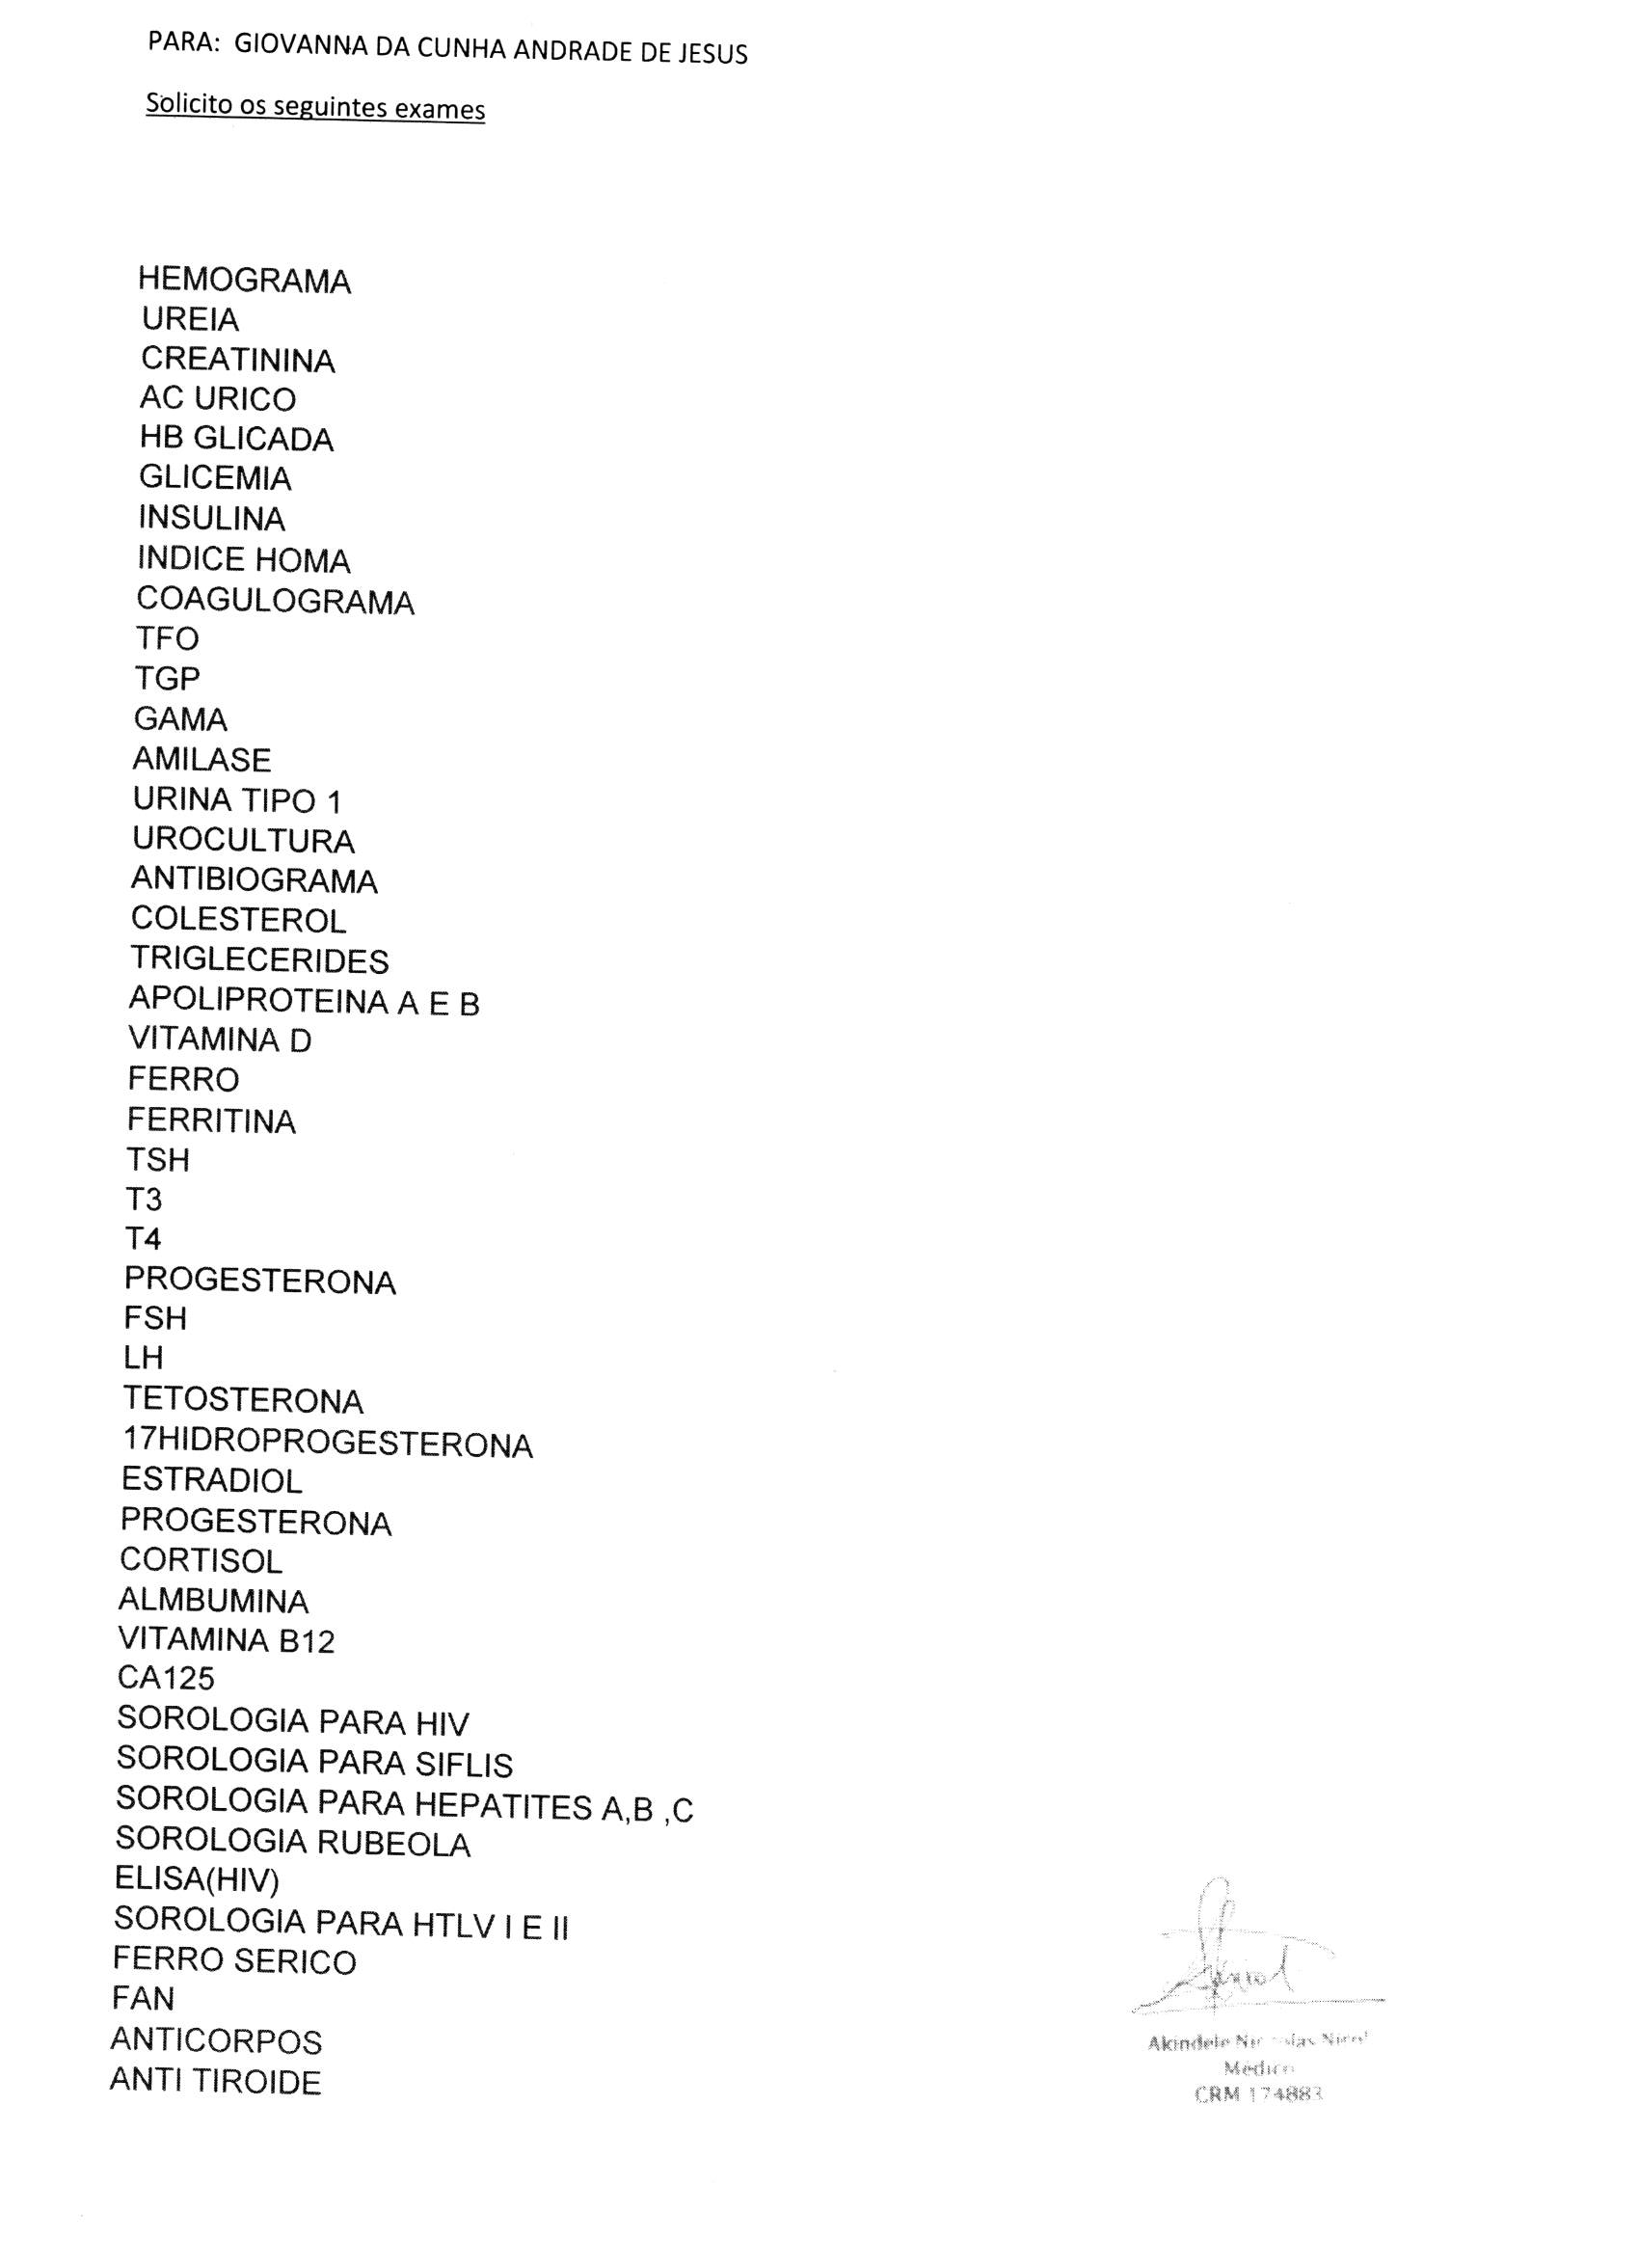 PARA: GIOVANNA DA CUNHA ANDRADE DE JESUS
Solicito os seguintes exames
HEMOGRAMA
UREIA
CREATININA
AC URICO
HB GLICADA
GLICEMIA
INSULINA
INDICE HOMA
COAGULOGRAMA
TFO
TGP
GAMA
AMILASE
URINA TIPO 1
UROCULTURA
ANTIBIOGRAMA
COLESTEROL
TRIGLECERIDES
APOLIPROTEINA A E B
VITAMINA D
FERRO
FERRITINA
TSH
T3
T4
PROGESTERONA
FSH
LH
TETOSTERONA
17HIDROPROGESTERONA
ESTRADIOL
PROGESTERONA
CORTISOL
ALMBUMINA
VITAMINA B12
CA125
SOROLOGIA PARA HIV
SOROLOGIA PARA SIFLIS
SOROLOGIA PARA HEPATITES A,B ,C
SOROLOGIA RUBEOLA
ELISA(HIV)
SOROLOGIA PARA HTLV I E II
FERRO SERICO
FAN
ANTICORPOS
ANTI TIROIDE
Akindele
Médico
CRM 174883